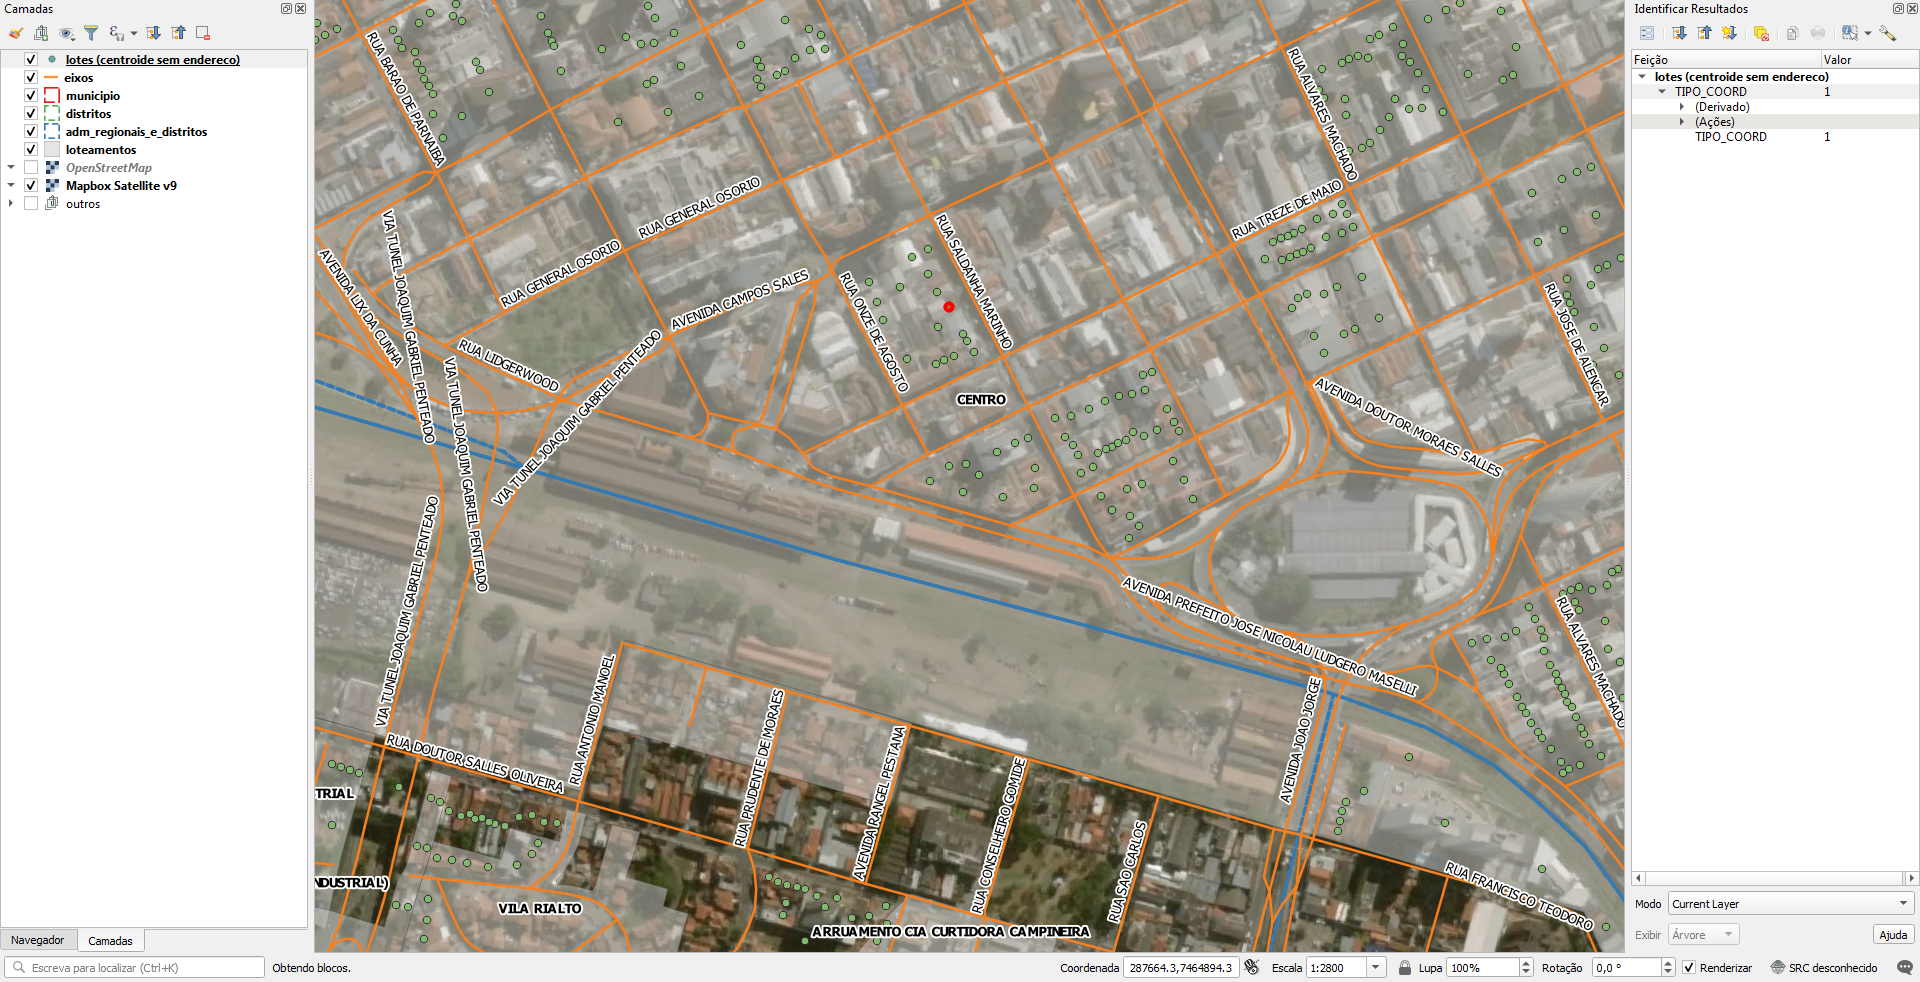 Camadas
lotes (centroide sem endereco)
eixos
municipio
distritos
adm_regionais_e_distritos
loteamentos
OpenStreetMap
Mapbox Satellite v9
outros
Navegador
Camadas
RUA BARAO DE PARNAIBA
RUA ALVARES MACHADO
RUA GENERAL OSORIO
RUA GENERAL OSORIO
RUA TREZE DE MAIO
RUA SALDANHA MARINHO
VIA TUNEL JOAQUIM GABRIEL PENTEADO
AVENIDA LIX DA CUNHA
AVENIDA CAMPOS SALES
RUA ONZE DE AGOSTO
RUA JOSE DE ALENCAR
RUA LIDGERWOOD
VIA TUNEL JOAQUIM GABRIEL PENTEADO
VIA TUNEL JOAQUIM GABRIEL PENTEADO
CENTRO
AVENIDA DOUTOR MORAES SALLES
VIA TUNEL JOAQUIM GABRIEL PENTEADO
AVENIDA PREFEITO JOSE NICOLAU LUDGERO MASELLI
RUA ALVARES MACHADO
RUA ANTONIO MANOEL
AVENIDA JOAO JORGE
RUA PRUDENTE DE MORAES
AVENIDA RANGEL PESTANA
RUA DOUTOR SALLES OLIVEIRA
RUA CONSELHEIRO GOMIDE
TRIAL
RUA SAO CARLOS
RUA FRANCISCO TEODORO
NDUSTRIAL)
VILA RIALTO
ARRUAMENTO CIA CURTIDORA CAMPINEIRA
Identificar Resultados
Feição Valor
lotes (centroide sem endereco)
TIPO_COORD 1
(Derivado)
(Ações)
TIPO_COORD 1
Modo Current Layer
Exibir Árvore Ajuda
Escreva para localizar (Ctrl+K) Obtendo blocos. Coordenada 287664.3,7464894.3 Escala 1:2800 Lupa 100% Rotação 0,0 ° Renderizar SRC desconhecido